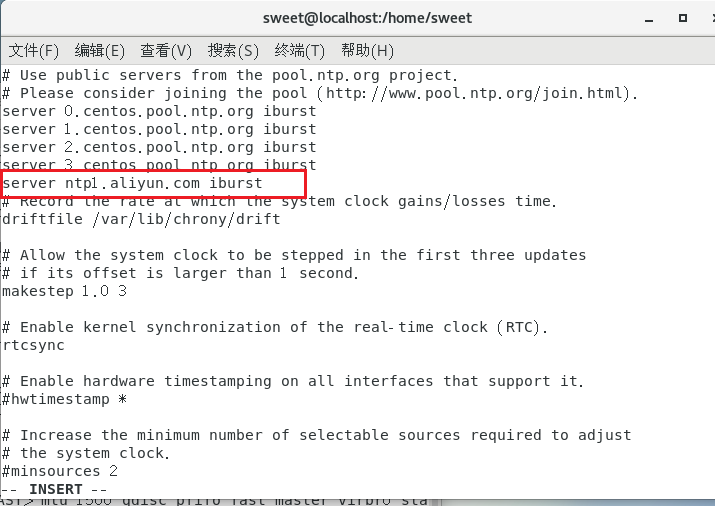 sweet@localhost:/home/sweet
文件(F) 编辑(E) 查看(V) 搜索(S) 终端(T) 帮助(H)
# Use public servers from the pool.ntp.org project.
# Please consider joining the pool (http://www.pool.ntp.org/join.html).
server 0.centos.pool.ntp.org iburst
server 1.centos.pool.ntp.org iburst
server 2.centos.pool.ntp.org iburst
server 3.centos.pool.ntp.org iburst
server ntp1.aliyun.com iburst
# Record the rate at which the system clock gains/losses time.
driftfile /var/lib/chrony/drift
# Allow the system clock to be stepped in the first three updates
# if its offset is larger than 1 second.
makestep 1.0 3
# Enable kernel synchronization of the real-time clock (RTC).
rtcsync
# Enable hardware timestamping on all interfaces that support it.
#hwtimestamp *
# Increase the minimum number of selectable sources required to adjust
# the system clock.
#minsources 2
-- INSERT --
AST> mtu 1500 qdisc pfifo_fast master virbr0 sta